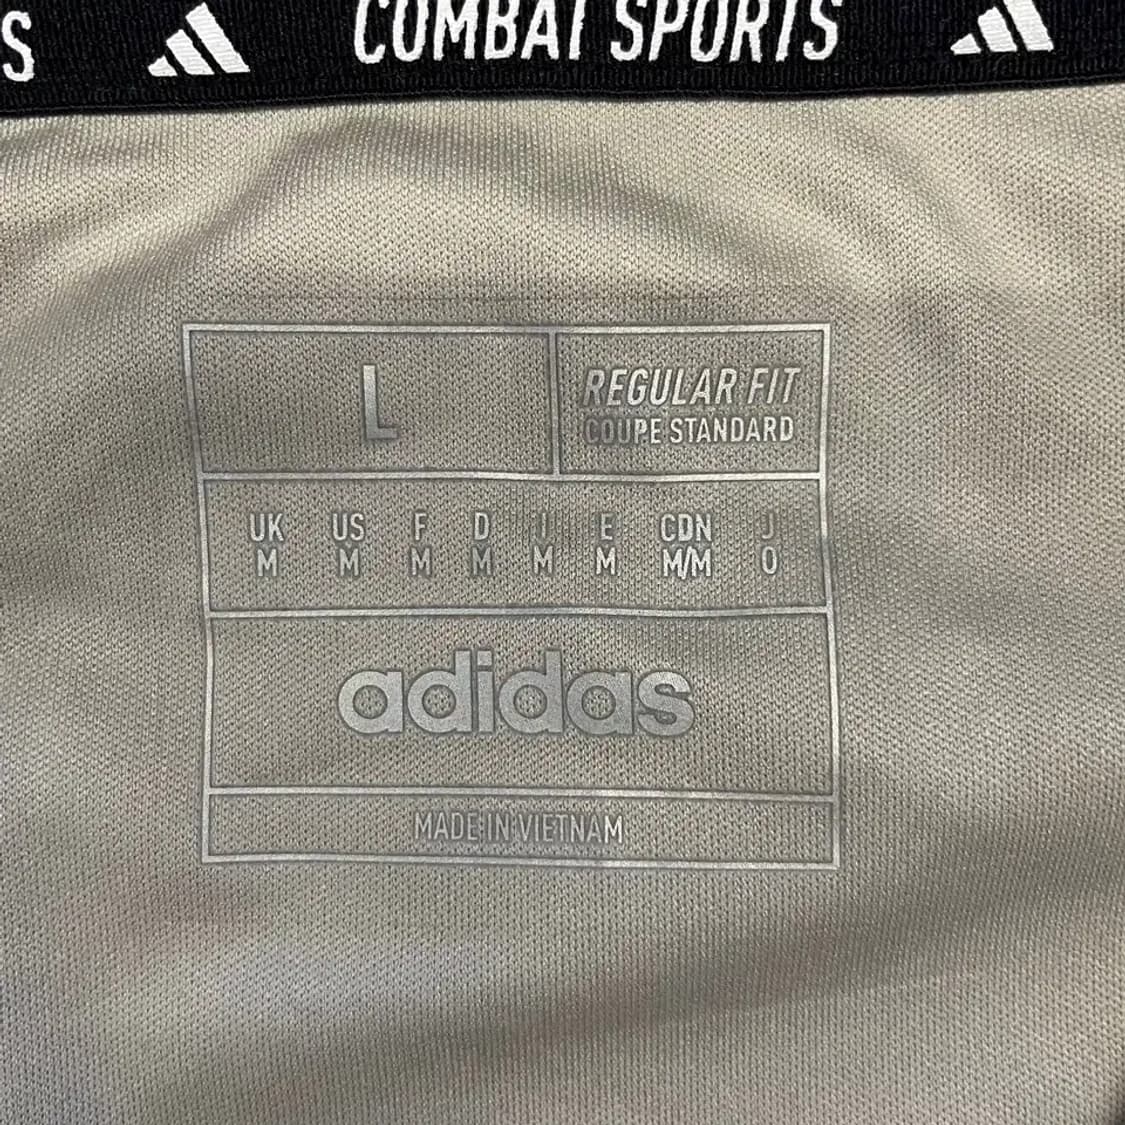 S COMBAT SPORTS
L
REGULAR FIT
COUPE STANDARD
UK US F D I E CDN J
M M M M M M M/M O
adidas
MADE IN VIETNAM